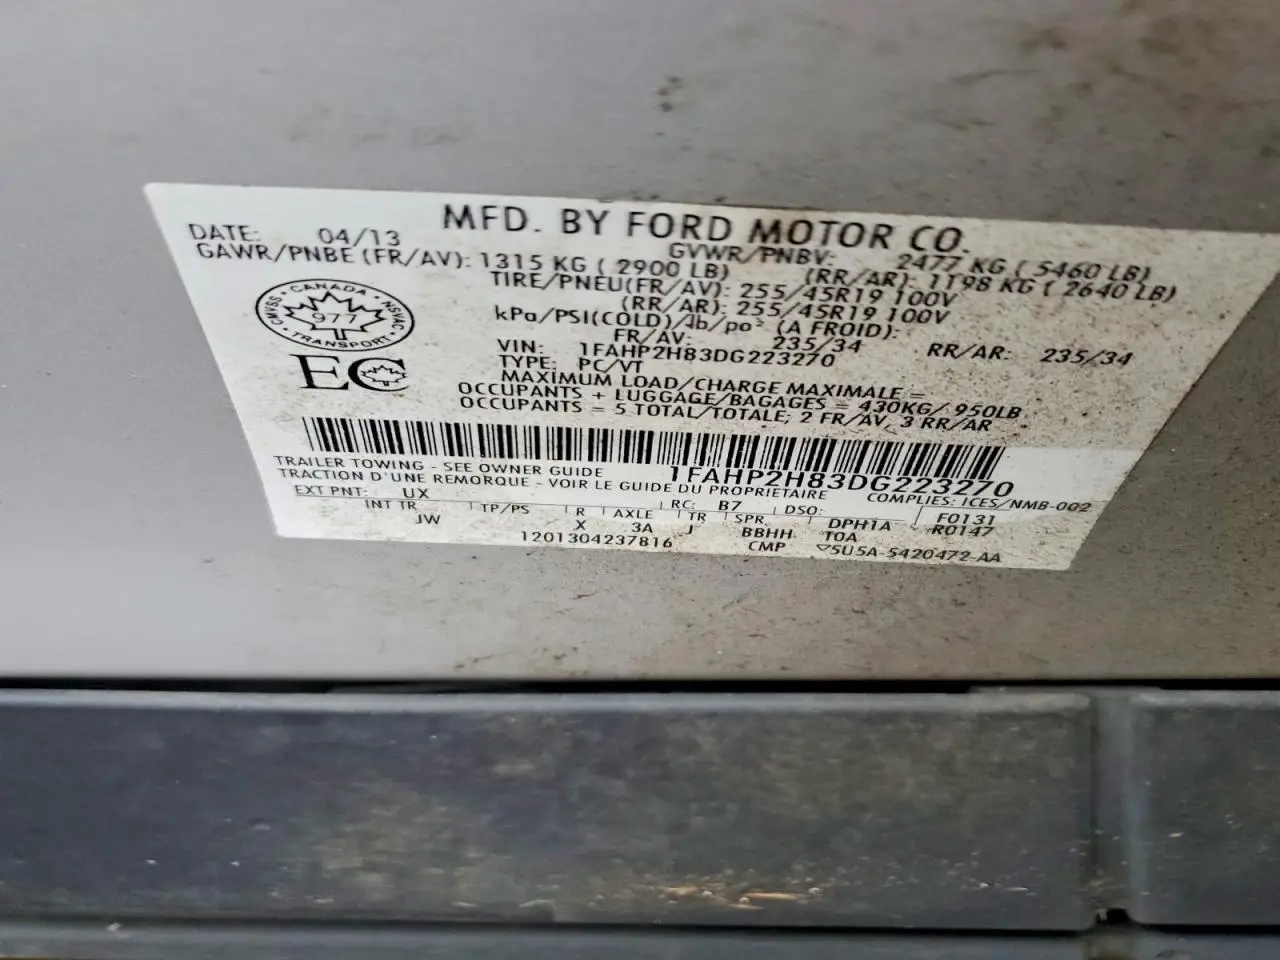 MFD. BY FORD MOTOR CO.
DATE: 04/13 GVWR/PNBV: 2477 KG ( 5460 LB)
GAWR/PNBE (FR/AV): 1315 KG ( 2900 LB) (RR/AR): 1198 KG ( 2640 LB)
TIRE/PNEU(FR/AV): 255/45R19 100V
(RR/AR): 255/45R19 100V
kPa/PSI(COLD)/lb/po² (A FROID):
FR/AV: 235/34 RR/AR: 235/34
VIN: 1FAHP2H83DG223270
TYPE: PC/VT
MAXIMUM LOAD/CHARGE MAXIMALE =
OCCUPANTS + LUGGAGE/BAGAGES = 430KG/ 950LB
OCCUPANTS = 5 TOTAL/TOTALE; 2 FR/AV, 3 RR/AR
CANADA
CMVSS NSVAC
977
TRANSPORT
EC
1FAHP2H83DG223270
TRAILER TOWING - SEE OWNER GUIDE
TRACTION D'UNE REMORQUE - VOIR LE GUIDE DU PROPRIETAIRE COMPLIES: ICES/NMB-002
EXT PNT: UX RC: B7 DSO: F0131
INT TR TP/PS R AXLE TR SPR DPH1A R0147
JW X 3A J BBHH T0A
1201304237816 CMP 5U5A-5420472-AA